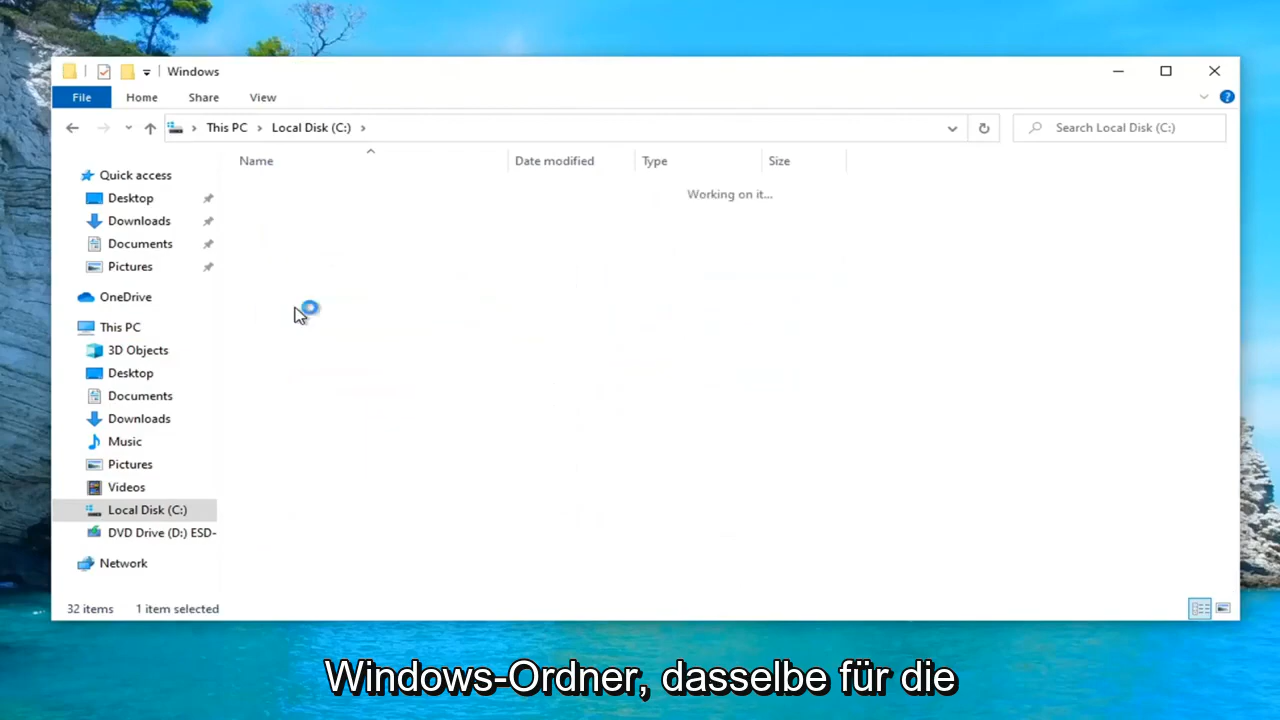 Windows
File Home Share View
This PC Local Disk (C:) Search Local Disk (C:)
Name Date modified Type Size
Working on it...
Quick access
Desktop
Downloads
Documents
Pictures
OneDrive
This PC
3D Objects
Desktop
Documents
Downloads
Music
Pictures
Videos
Local Disk (C:)
DVD Drive (D:) ESD-
Network
32 items 1 item selected
Windows-Ordner, dasselbe für die